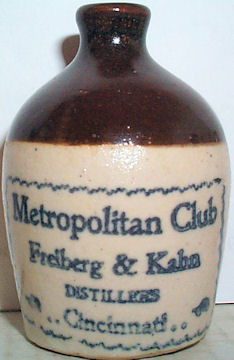 Metropolitan Club
Freiberg & Kahn
DISTILLERS
..Cincinnati..